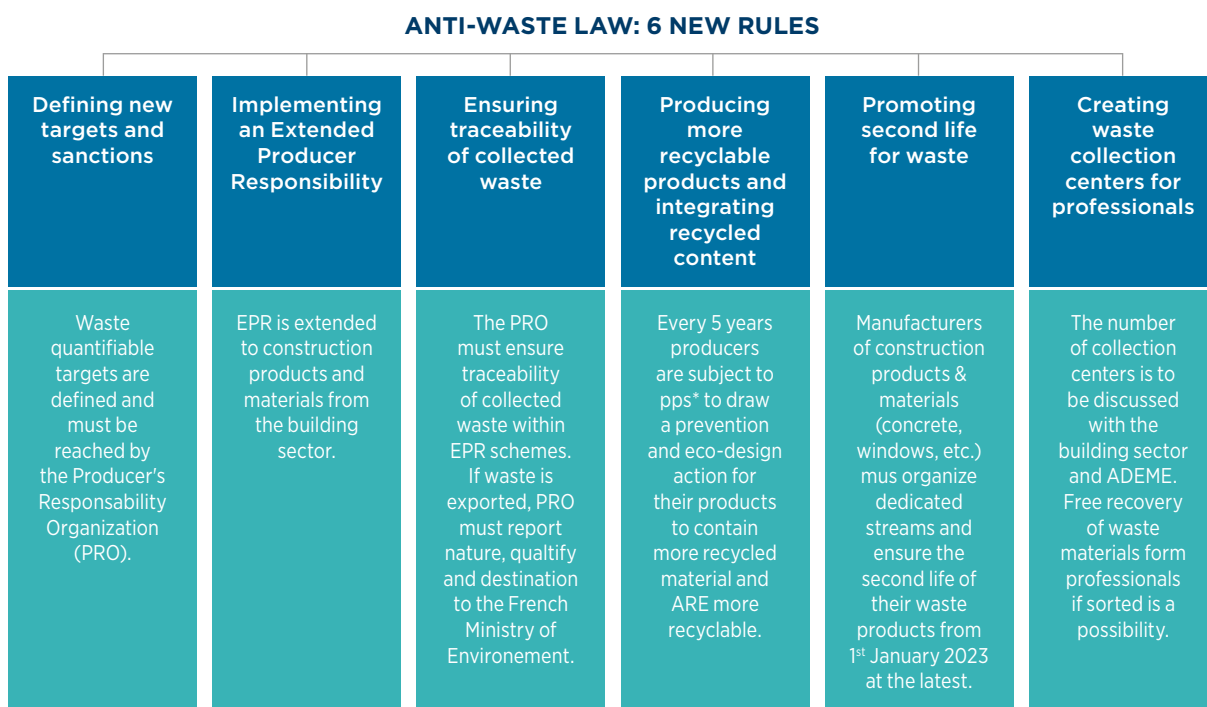 ANTI-WASTE LAW: 6 NEW RULES
Defining new
targets and
sanctions
Waste
quantifiable
targets are
defined and
must be
reached by
the Producer's
Responsability
Organization
(PRO).
Implementing
an Extended
Producer
Responsibility
EPR is extended
to construction
products and
materials from
the building
sector.
Ensuring
traceability
of collected
waste
The PRO
must ensure
traceability
of collected
waste within
EPR schemes.
If waste is
exported, PRO
must report
nature, qualtify
and destination
to the French
Ministry of
Environement.
Producing
more
recyclable
products and
integrating
recycled
content
Every 5 years
producers
are subject to
pps* to draw
a prevention
and eco-design
action for
their products
to contain
more recycled
material and
ARE more
recyclable.
Promoting
second life
for waste
Manufacturers
of construction
products &
materials
(concrete,
windows, etc.)
mus organize
dedicated
streams and
ensure the
second life of
their waste
products from
1st January 2023
at the latest.
Creating
waste
collection
centers for
professionals
The number
of collection
centers is to
be discussed
with the
building sector
and ADEME.
Free recovery
of waste
materials form
professionals
if sorted is a
possibility.